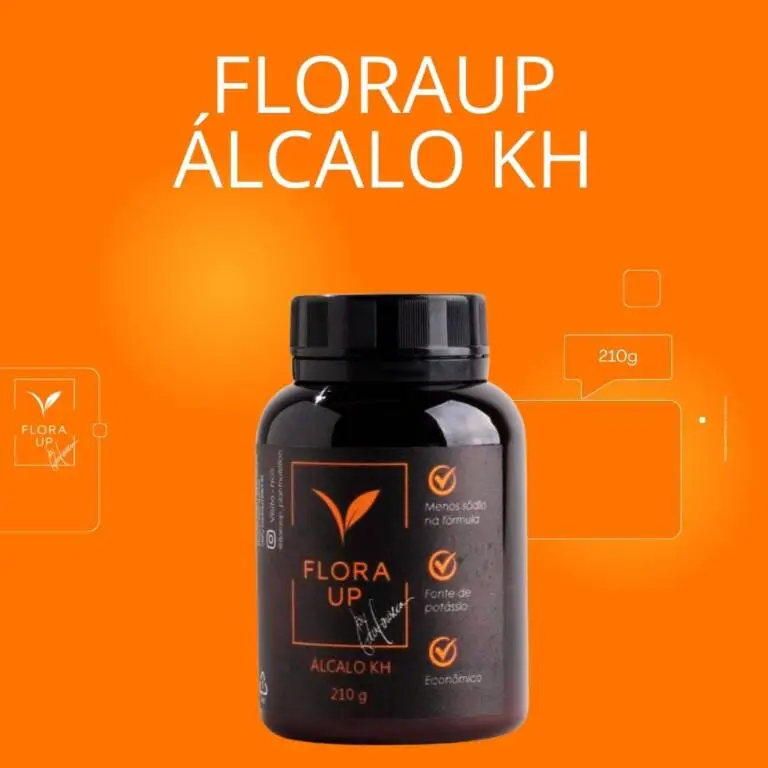 FLORAUP
ÁLCALO KH
210g
FLORA
UP
Menos sódio
na fórmula
FLORA
UP
Fonte de
potássio
ÁLCALO KH
Econômico
210 g